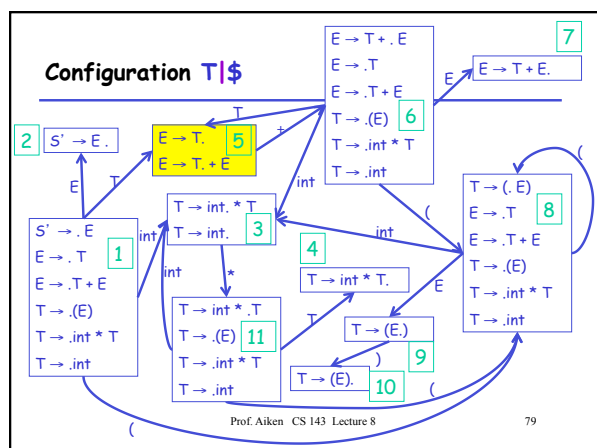 Configuration T|$
E → T + . E
E → .T
E → .T + E
T → .(E)
T → .int * T
T → .int
6
7
E → T + E.
E
2
S' → E .
T
E → T.
E → T. + E
5
+
E
T
int
(
S' → . E
E → . T
E → .T + E
T → .(E)
T → .int * T
T → .int
1
int
T → int. * T
T → int.
3
int
*
int
4
T → int * T.
T → int * .T
T → .(E)
T → .int * T
T → .int
11
T
E
T → (E.)
9
)
T → (E).
10
T → (. E)
E → .T
E → .T + E
T → .(E)
T → .int * T
T → .int
8
(
(
(
Prof. Aiken CS 143 Lecture 8
79